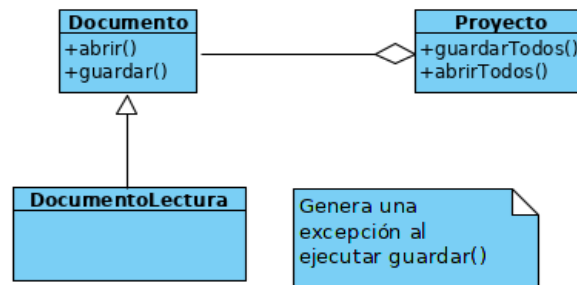 Documento
+abrir()
+guardar()
Proyecto
+guardarTodos()
+abrirTodos()
DocumentoLectura
Genera una
excepción al
ejecutar guardar()